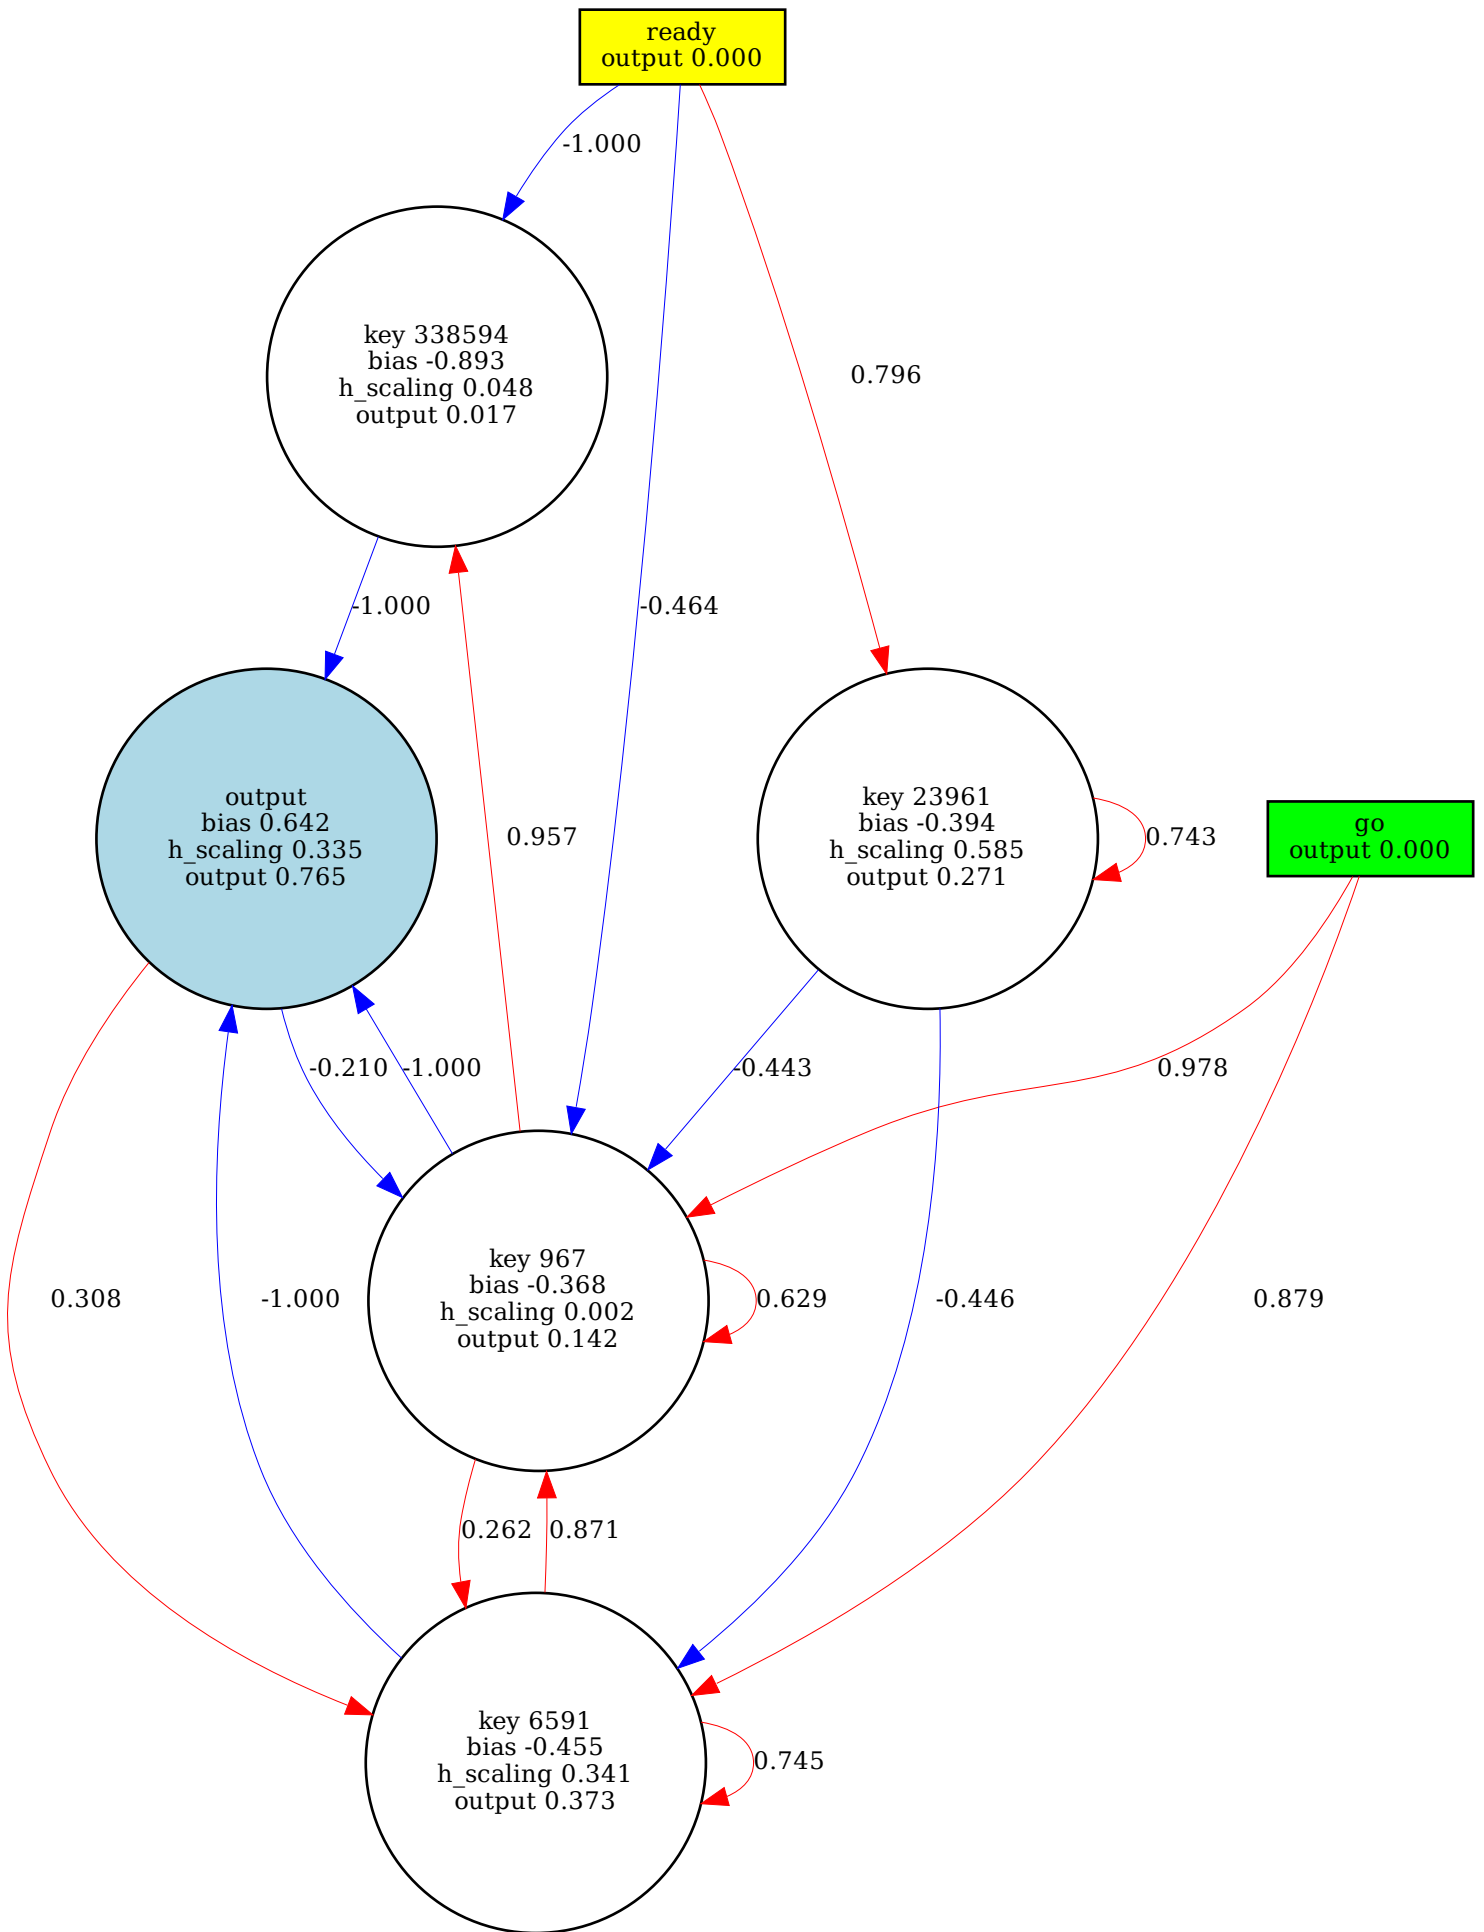 ready
output 0.000
-1.000
key 338594
bias -0.893
h_scaling 0.048
output 0.017
0.796
-1.000
-0.464
output
bias 0.642
h_scaling 0.335
output 0.765
0.957
key 23961
bias -0.394
h_scaling 0.585
output 0.271
0.743
go
output 0.000
-0.210
-1.000
-0.443
0.978
0.308
-1.000
key 967
bias -0.368
h_scaling 0.002
output 0.142
0.629
-0.446
0.879
0.262
0.871
key 6591
bias -0.455
h_scaling 0.341
output 0.373
0.745